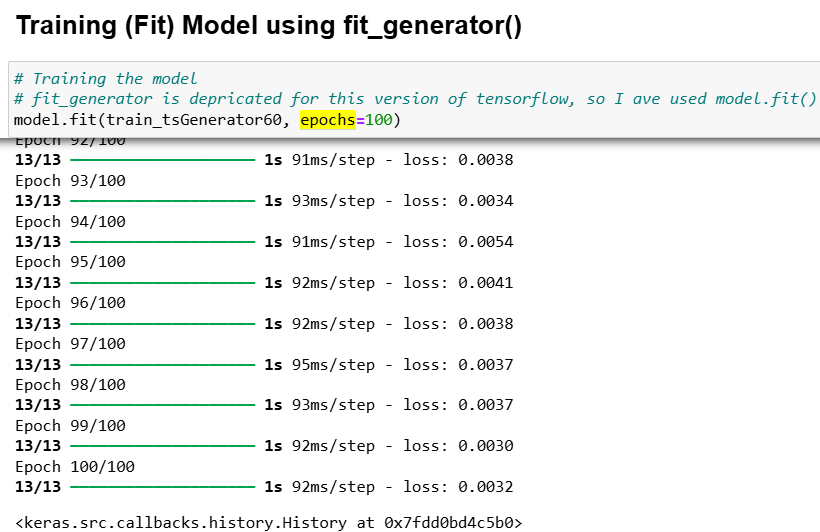 Training (Fit) Model using fit_generator()
# Training the model
# fit_generator is depricated for this version of tensorflow, so I ave used model.fit()
model.fit(train_tsGenerator60, epochs=100)
Epoch 92/100
13/13 ━━━━━━━━━━━━━━━━━━━━ 1s 91ms/step - loss: 0.0038
Epoch 93/100
13/13 ━━━━━━━━━━━━━━━━━━━━ 1s 93ms/step - loss: 0.0034
Epoch 94/100
13/13 ━━━━━━━━━━━━━━━━━━━━ 1s 91ms/step - loss: 0.0054
Epoch 95/100
13/13 ━━━━━━━━━━━━━━━━━━━━ 1s 92ms/step - loss: 0.0041
Epoch 96/100
13/13 ━━━━━━━━━━━━━━━━━━━━ 1s 92ms/step - loss: 0.0038
Epoch 97/100
13/13 ━━━━━━━━━━━━━━━━━━━━ 1s 95ms/step - loss: 0.0037
Epoch 98/100
13/13 ━━━━━━━━━━━━━━━━━━━━ 1s 93ms/step - loss: 0.0037
Epoch 99/100
13/13 ━━━━━━━━━━━━━━━━━━━━ 1s 92ms/step - loss: 0.0030
Epoch 100/100
13/13 ━━━━━━━━━━━━━━━━━━━━ 1s 92ms/step - loss: 0.0032
<keras.src.callbacks.history.History at 0x7fdd0bd4c5b0>